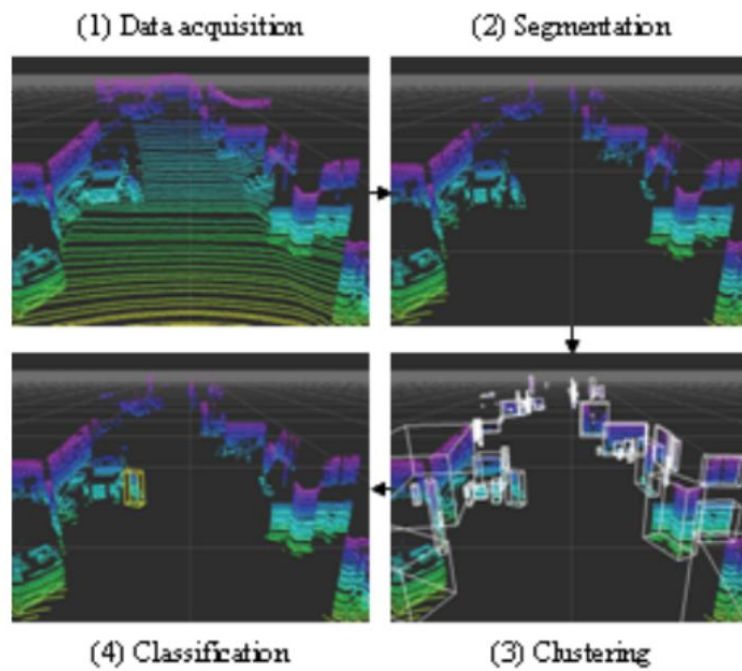 (1) Data acquisition
(2) Segmentation
(4) Classification
(3) Clustering